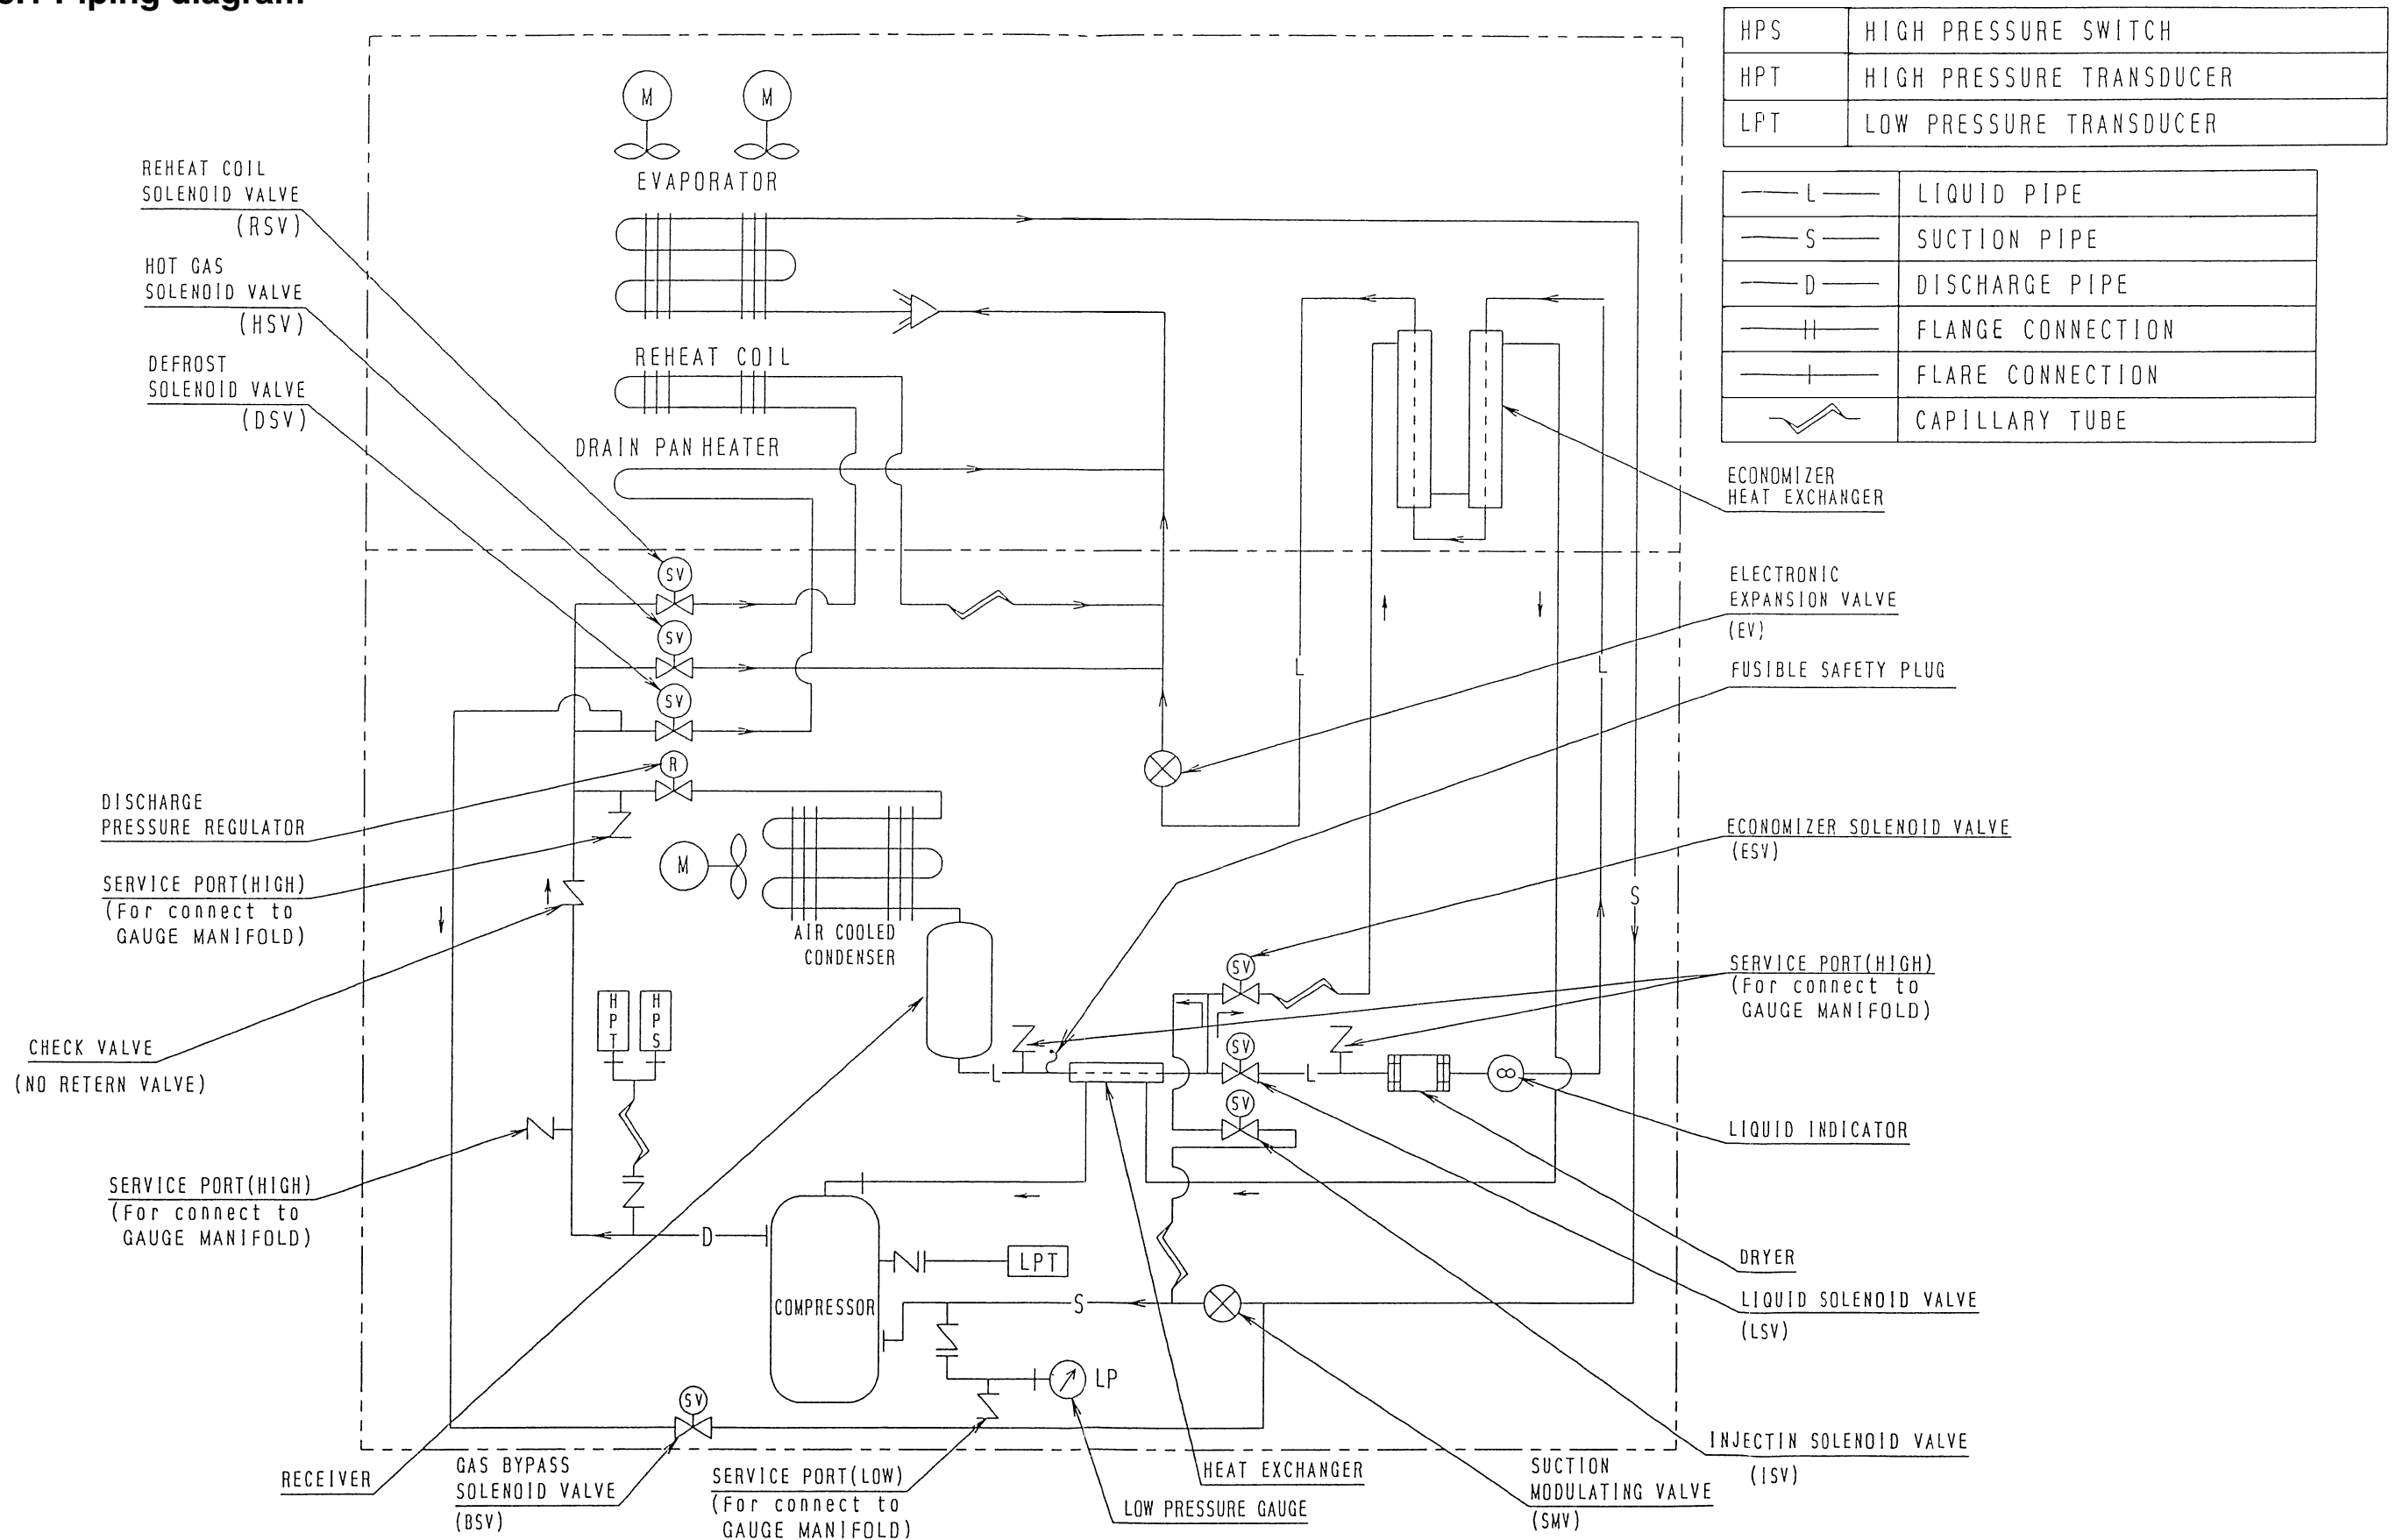 HPS HIGH PRESSURE SWITCH
HPT HIGH PRESSURE TRANSDUCER
LPT LOW PRESSURE TRANSDUCER
L LIQUID PIPE
S SUCTION PIPE
D DISCHARGE PIPE
FLANGE CONNECTION
FLARE CONNECTION
CAPILLARY TUBE
M M
EVAPORATOR
REHEAT COIL
SOLENOID VALVE
(RSV)
HOT GAS
SOLENOID VALVE
(HSV)
DEFROST
SOLENOID VALVE
(DSV)
REHEAT COIL
DRAIN PAN HEATER
ECONOMIZER
HEAT EXCHANGER
SV
SV
SV
R
L
L
ELECTRONIC
EXPANSION VALVE
(EV)
FUSIBLE SAFETY PLUG
DISCHARGE
PRESSURE REGULATOR
SERVICE PORT(HIGH)
(For connect to
GAUGE MANIFOLD)
M
AIR COOLED
CONDENSER
ECONOMIZER SOLENOID VALVE
(ESV)
S
SV
SERVICE PORT(HIGH)
(For connect to
GAUGE MANIFOLD)
CHECK VALVE
(NO RETERN VALVE)
HPT
HPS
L
SV
L
SV
LIQUID INDICATOR
SERVICE PORT(HIGH)
(For connect to
GAUGE MANIFOLD)
D
LPT
COMPRESSOR
S
DRYER
LIQUID SOLENOID VALVE
(LSV)
LP
SV
INJECTIN SOLENOID VALVE
(ISV)
RECEIVER
GAS BYPASS
SOLENOID VALVE
(BSV)
SERVICE PORT(LOW)
(For connect to
GAUGE MANIFOLD)
HEAT EXCHANGER
LOW PRESSURE GAUGE
SUCTION
MODULATING VALVE
(SMV)